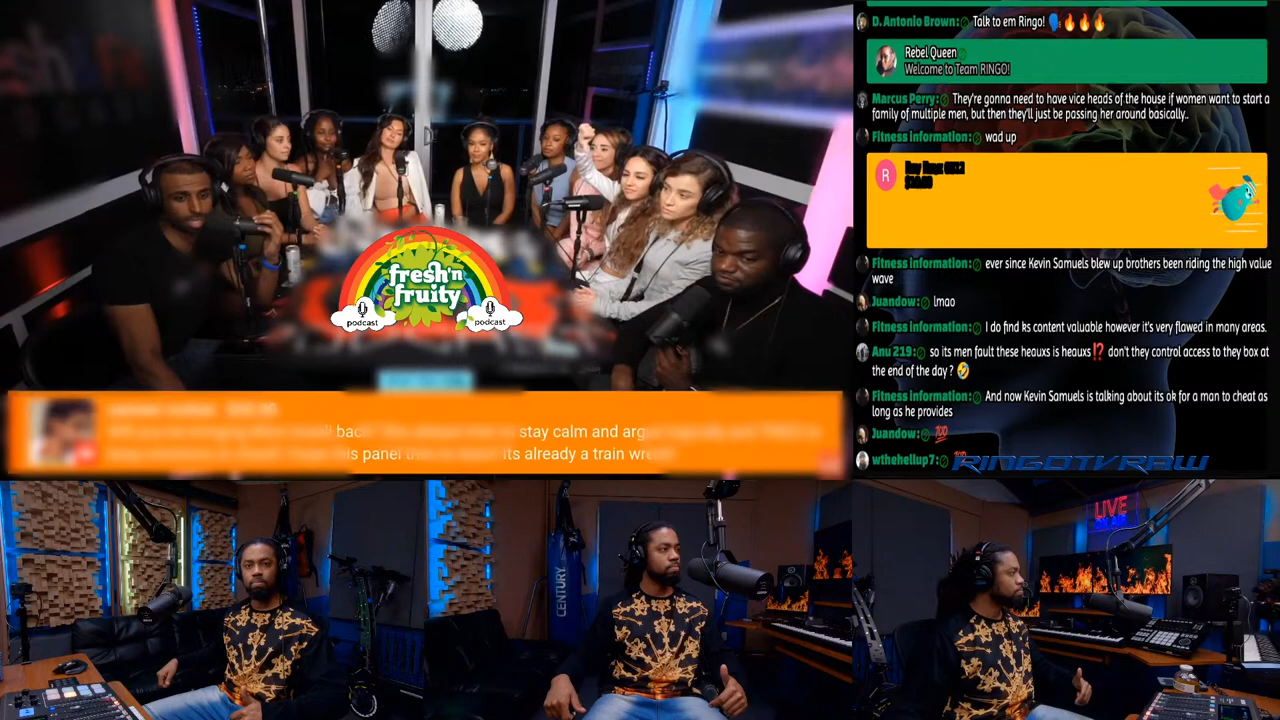 D. Antonio Brown: Talk to em Ringo! 🗣🔥🔥🔥
Rebel Queen
Welcome to Team RINGO!
Marcus Perry: They're gonna need to have vice heads of the house if women want to start a
family of multiple men, but then they'll just be passing her around basically..
Fitness information: wad up
R
Fitness information: ever since Kevin Samuels blew up brothers been riding the high value
wave
Juandow: lmao
Fitness information: I do find ks content valuable however it's very flawed in many areas.
Anu 219: so its men fault these heauxs is heauxs⁉️ don't they control access to they box at
the end of the day ? 🤣
Fitness information: And now Kevin Samuels is talking about its ok for a man to cheat as
long as he provides
Juandow: 💯
wthehellup7: 💯
RINGOTVRAW
fresh'n
fruity
podcast
podcast
stay calm and
panel its already a train
CENTURY
LIVE